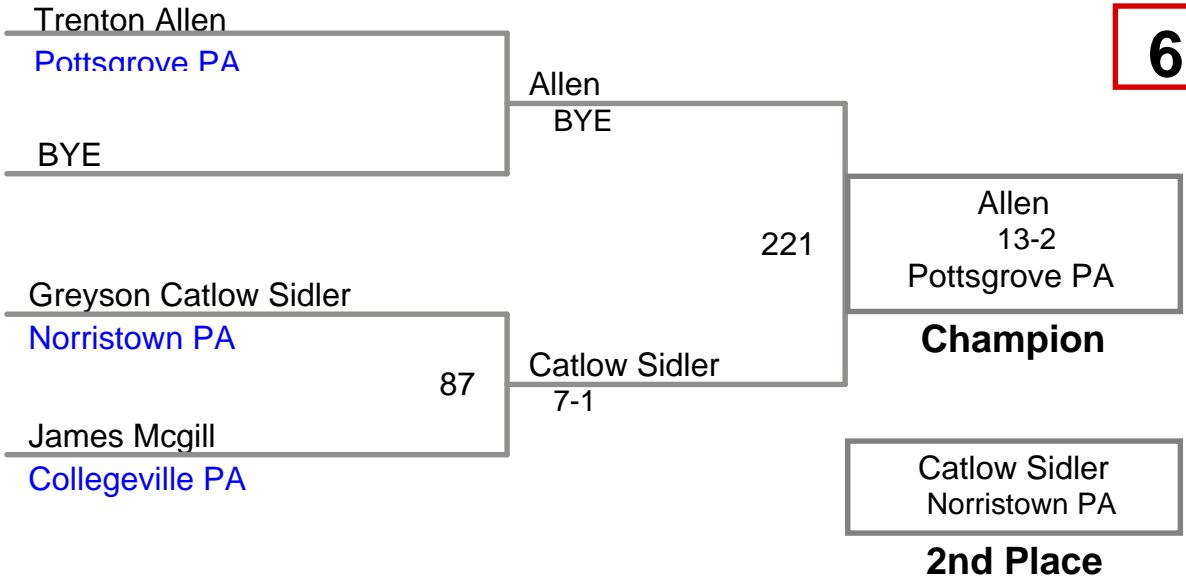 Trenton Allen
Pottsgrove PA
BYE
Allen
BYE
6
Greyson Catlow Sidler
Norristown PA
87
James Mcgill
Collegeville PA
Catlow Sidler
7-1
221
Allen
13-2
Pottsgrove PA
Champion
Catlow Sidler
Norristown PA
2nd Place